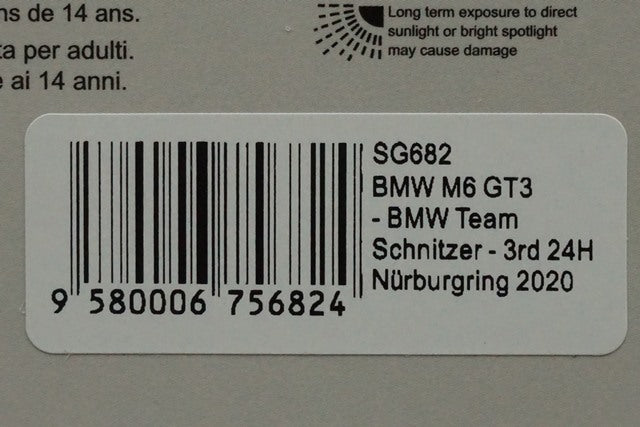 ns de 14 ans.
ta per adulti.
e ai 14 anni.
Long term exposure to direct
sunlight or bright spotlight
may cause damage
SG682
BMW M6 GT3
- BMW Team
Schnitzer - 3rd 24H
Nürburgring 2020
9 580006 756824